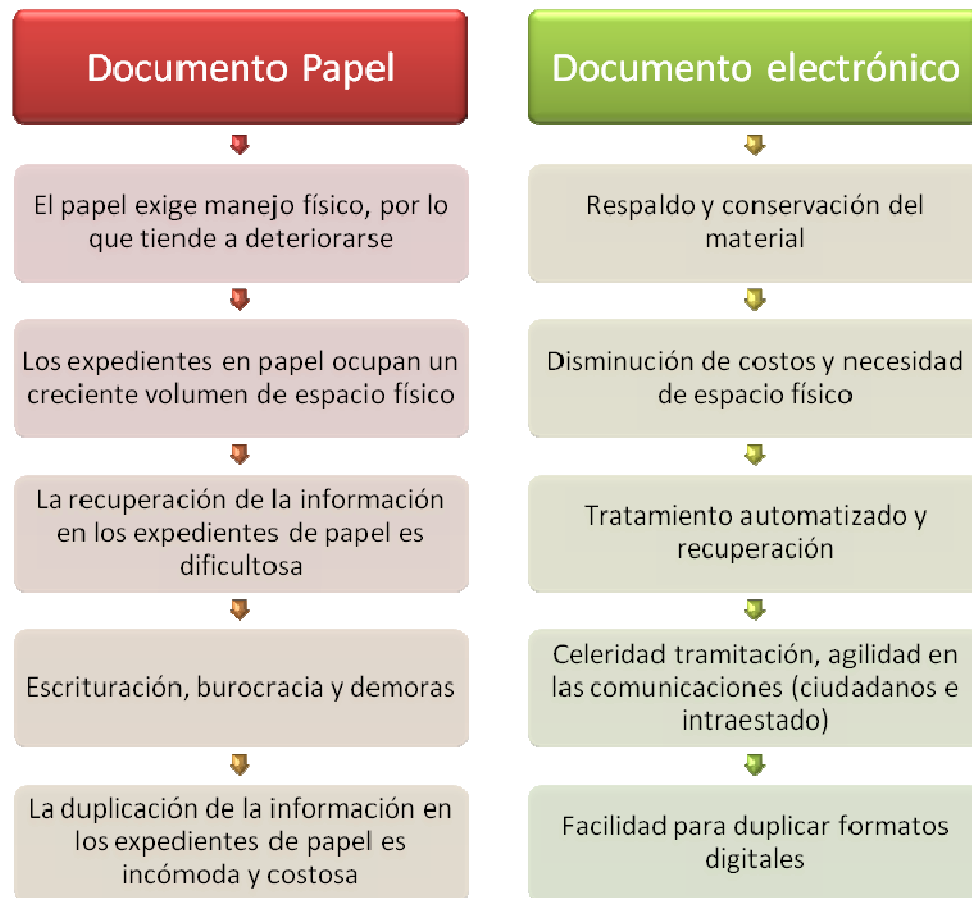 Documento Papel
El papel exige manejo físico, por lo
que tiende a deteriorarse
Los expedientes en papel ocupan un
creciente volumen de espacio físico
La recuperación de la información
en los expedientes de papel es
dificultosa
Escrituración, burocracia y demoras
La duplicación de la información en
los expedientes de papel es
incómoda y costosa
Documento electrónico
Respaldo y conservación del
material
Disminución de costos y necesidad
de espacio físico
Tratamiento automatizado y
recuperación
Celeridad tramitación, agilidad en
las comunicaciones (ciudadanos e
intraestado)
Facilidad para duplicar formatos
digitales